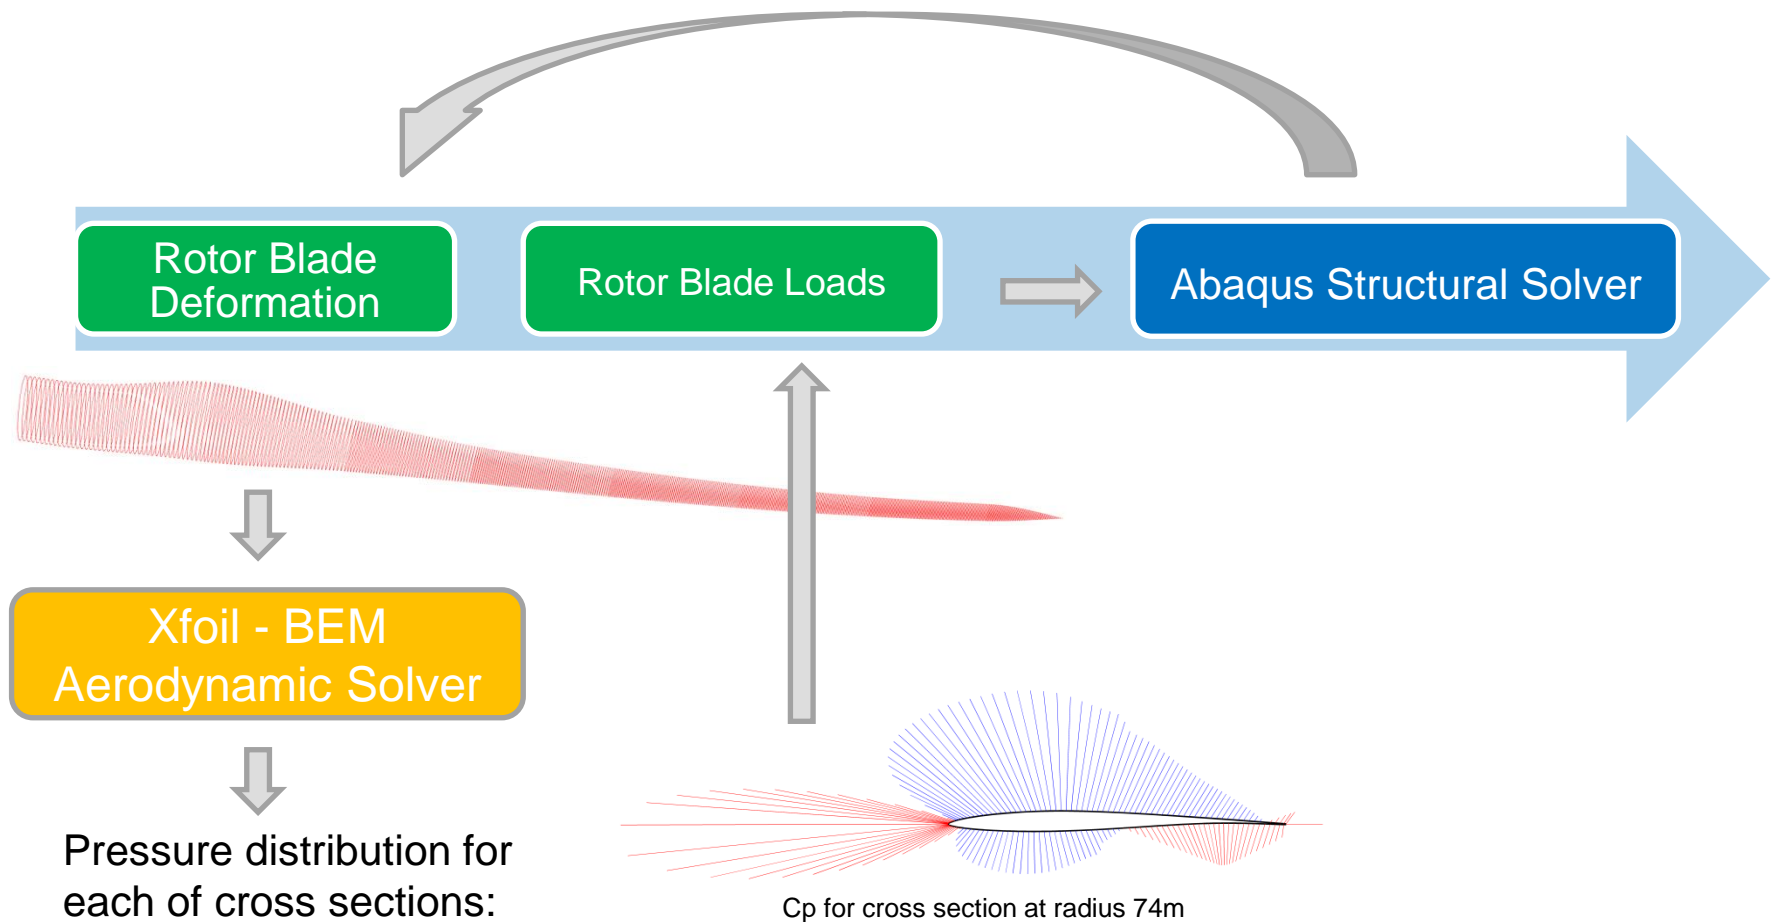 Rotor Blade
Deformation
Rotor Blade Loads
Abaqus Structural Solver
Xfoil - BEM
Aerodynamic Solver
Pressure distribution for
each of cross sections:
Cp for cross section at radius 74m